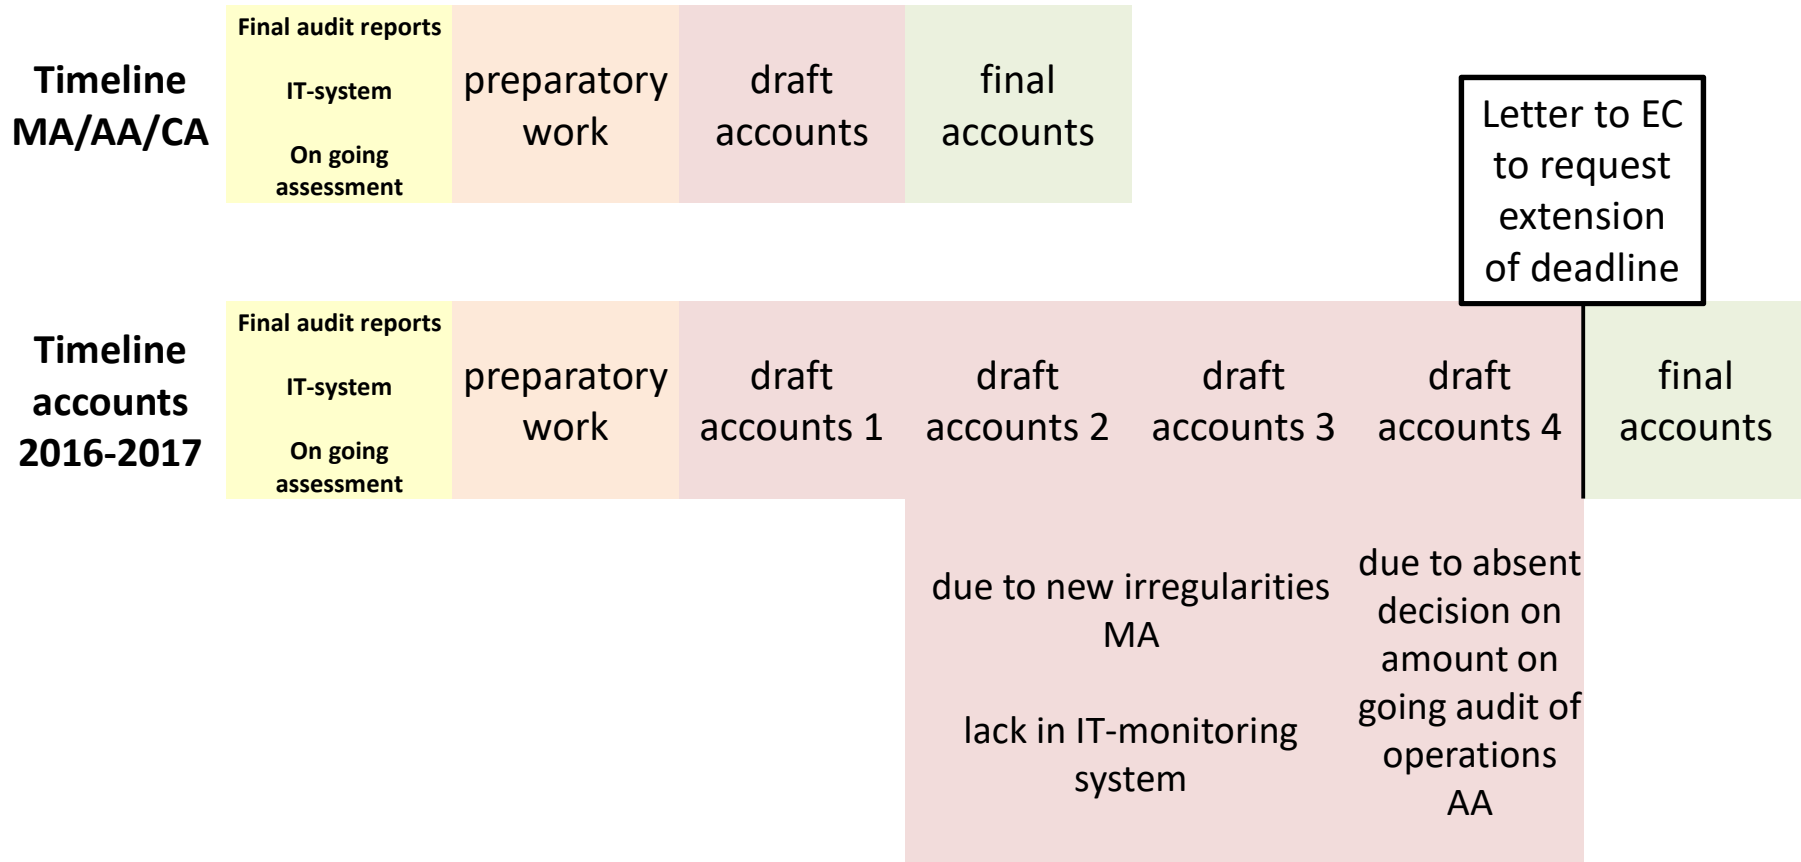 Timeline
MA/AA/CA
Final audit reports
IT-system
On going
assessment
preparatory
work
draft
accounts
final
accounts
Letter to EC
to request
extension
of deadline
Timeline
accounts
2016-2017
Final audit reports
IT-system
On going
assessment
preparatory
work
draft
accounts 1
draft
accounts 2
draft
accounts 3
draft
accounts 4
final
accounts
due to new irregularities
MA
lack in IT-monitoring
system
due to absent
decision on
amount on
going audit of
operations
AA